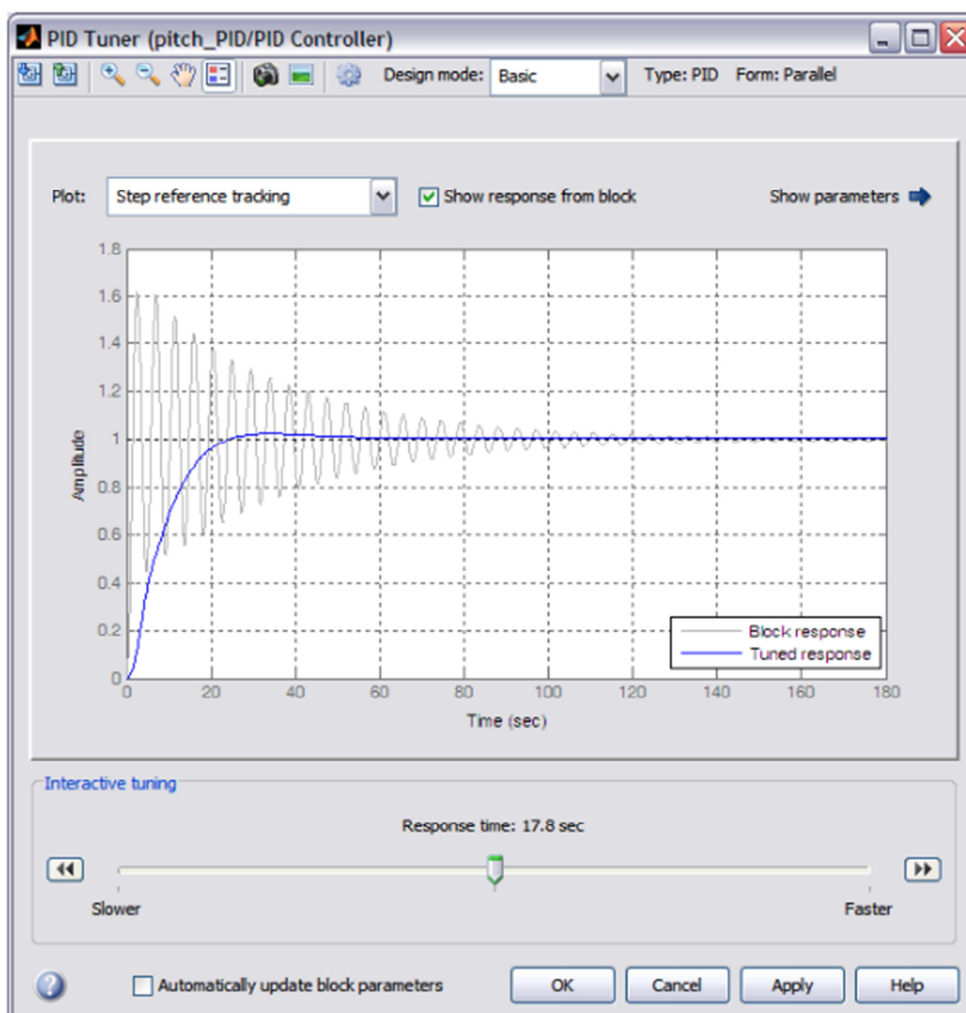 PID Tuner (pitch_PID/PID Controller)
Design mode: Basic Type: PID Form: Parallel
Plot: Step reference tracking Show response from block Show parameters
1.8
1.6
1.4
1.2
1
0.8
0.6
0.4
0.2
0
Amplitude
Block response
Tuned response
0 20 40 60 80 100 120 140 160 180
Time (sec)
Interactive tuning
Response time: 17.8 sec
Slower Faster
Automatically update block parameters OK Cancel Apply Help